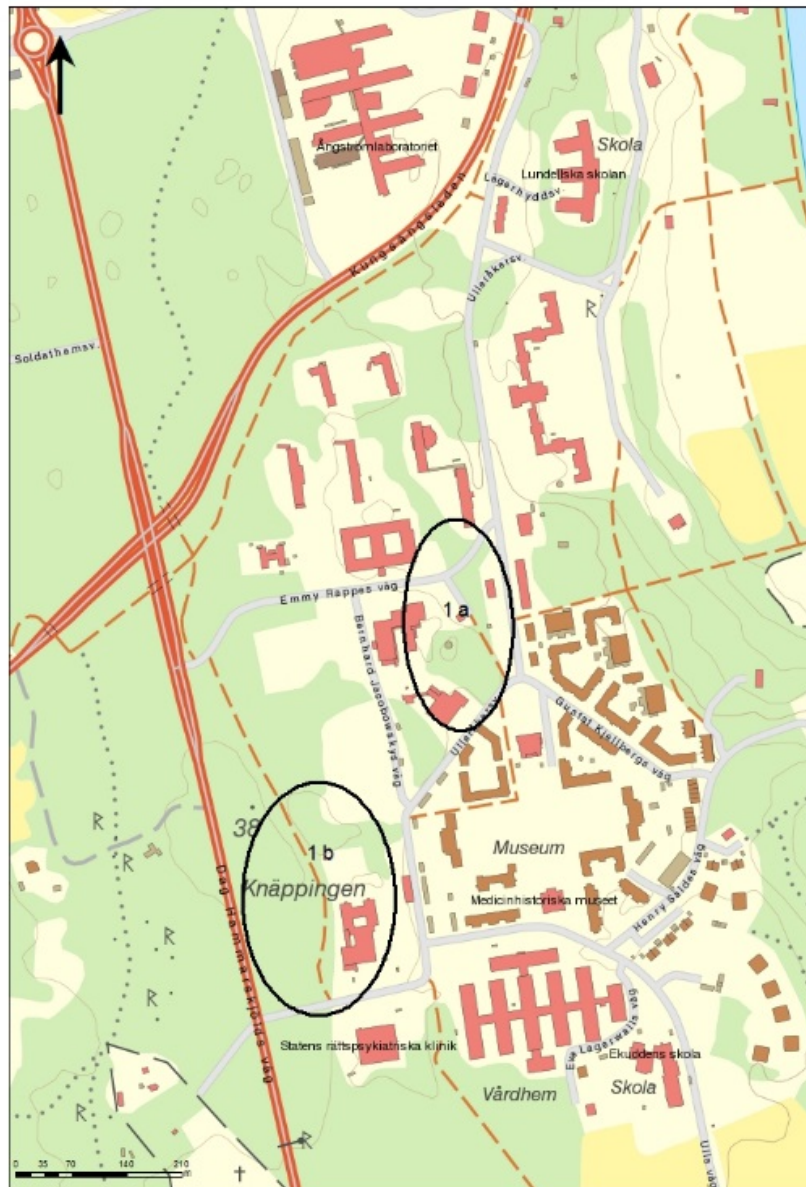 Ångströmlaboratoriet
Skola
Lundellska skolan
Lägerhyddsv.
Kungsängsleden
Ulleråkersv.
R
Soldathemsv.
Emmy Rappes väg
1 a
Bernhard Jacobowskys väg
Ulleråkersv.
Gustaf Kjellbergs väg
38
1 b
Knäppingen
Museum
Medicinhistoriska museet
Henry Säldes väg
R
R
R
R
R
Dag Hammarskjölds väg
Statens rättspsykiatriska klinik
Eva Lagerwalls väg
Ekuddens skola
Vårdhem
Skola
Ulls väg
R
R
0 35 70 140 210
m